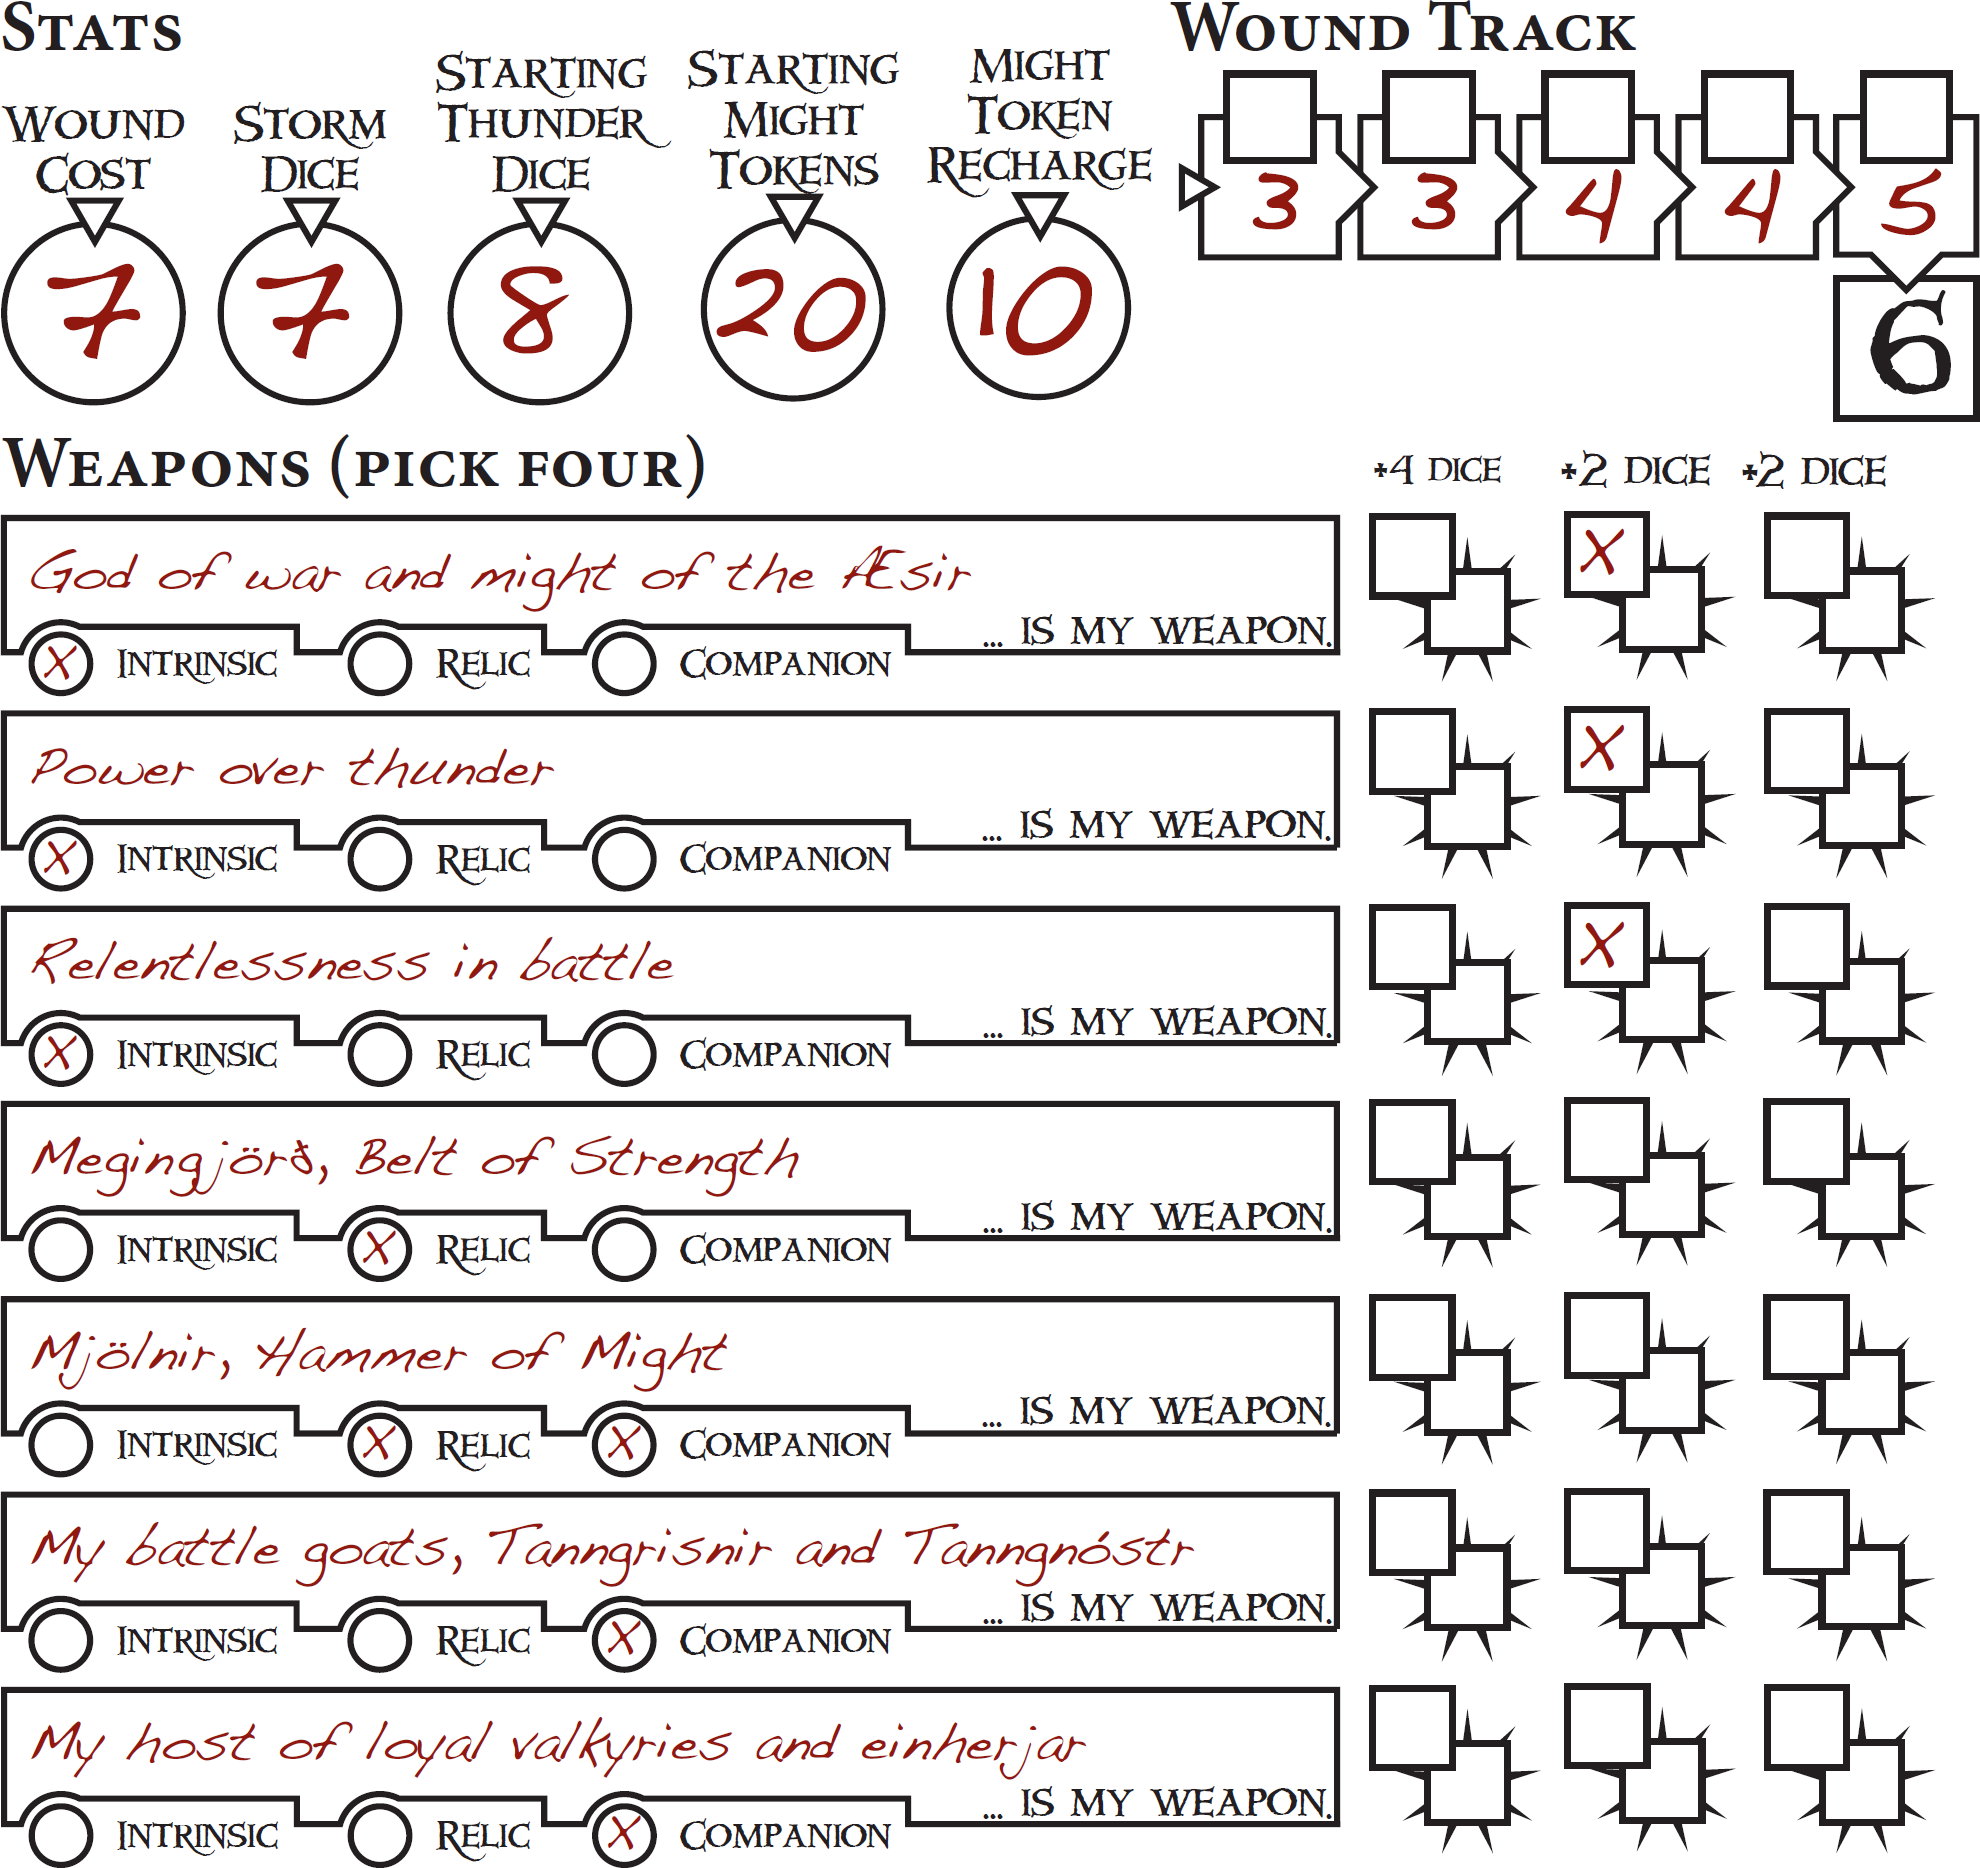 Stats
Wound Cost
Storm Dice
Starting Thunder Dice
Starting Might Tokens
Might Token Recharge
7 7 8 20 10
Wound Track
3 3 4 4 5
6
Weapons (pick four)
+4 dice +2 dice +2 dice
God of war and might of the Æsir
... is my weapon.
X Intrinsic Relic Companion
X
Power over thunder
... is my weapon.
X Intrinsic Relic Companion
X
Relentlessness in battle
... is my weapon.
X Intrinsic Relic Companion
X
Megingjörð, Belt of Strength
... is my weapon.
Intrinsic X Relic Companion
Mjölnir, Hammer of Might
... is my weapon.
Intrinsic X Relic X Companion
My battle goats, Tanngrisnir and Tanngnóstr
... is my weapon.
Intrinsic Relic X Companion
My host of loyal valkyries and einherjar
... is my weapon.
Intrinsic Relic X Companion